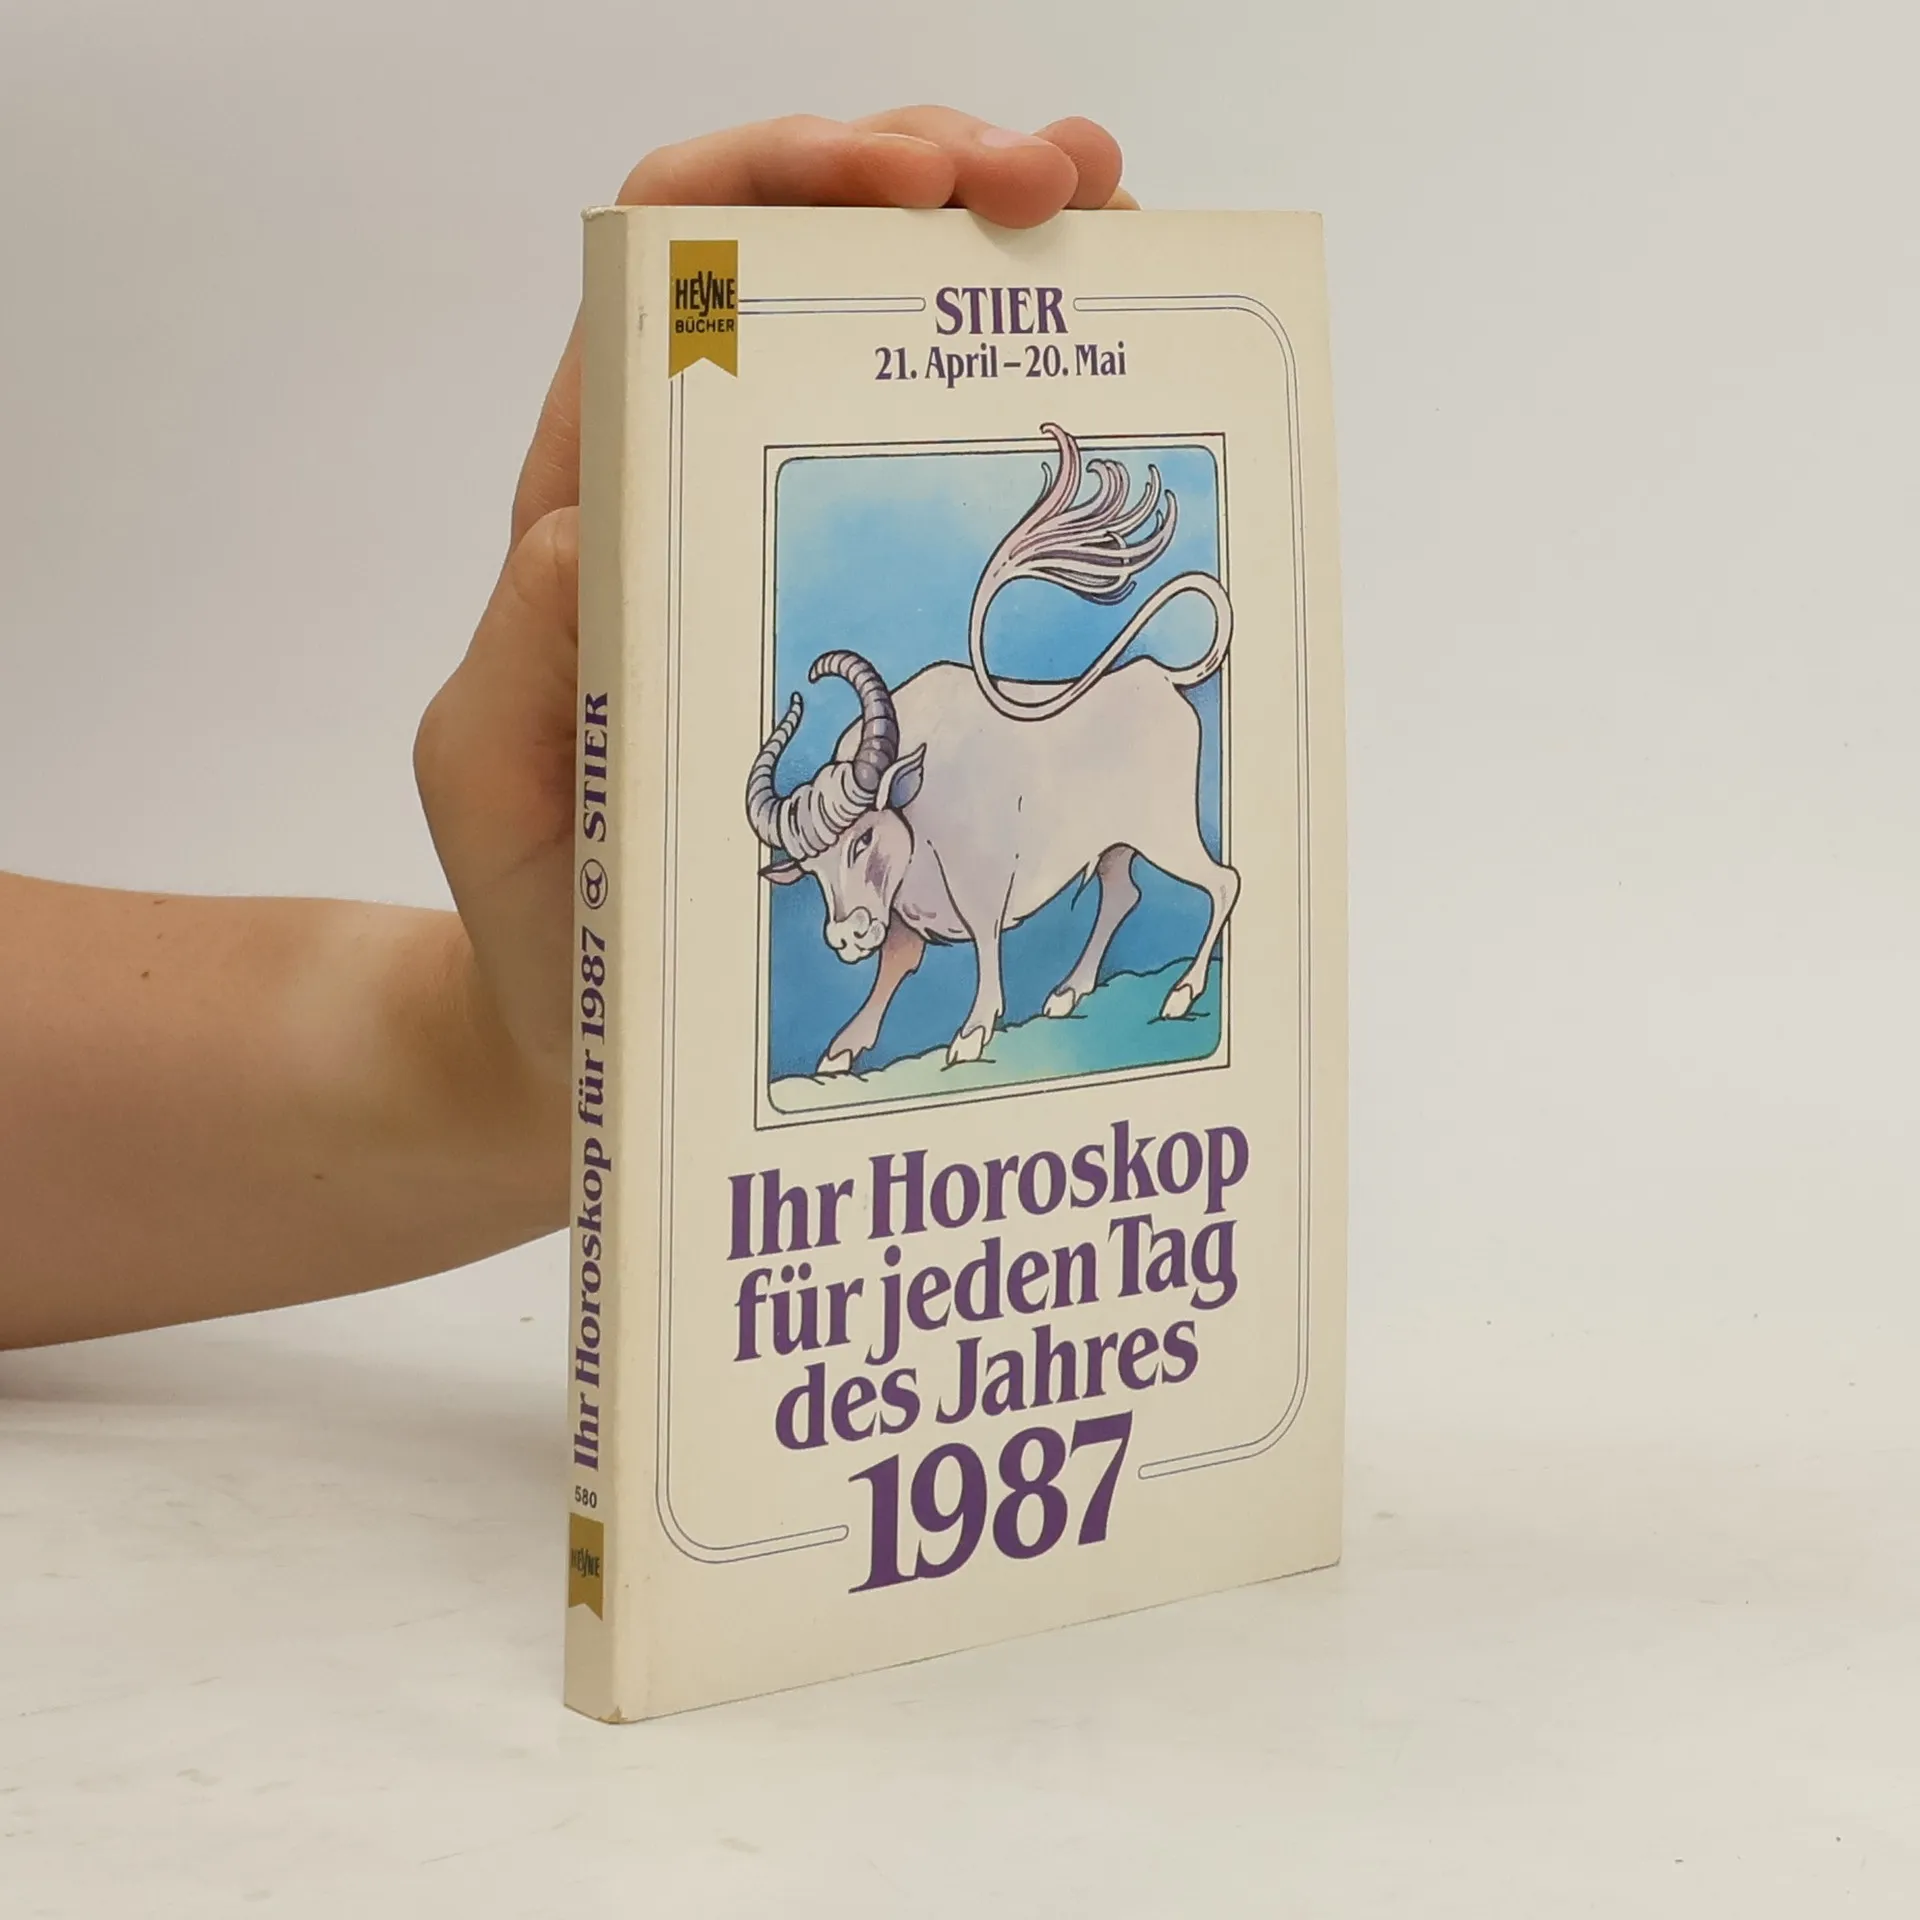 HEYNE
BÜCHER
STIER
21. April – 20. Mai
Ihr Horoskop
für jeden Tag
des Jahres
1987
Ihr Horoskop für 1987 ♉ STIER
580
HEYNE